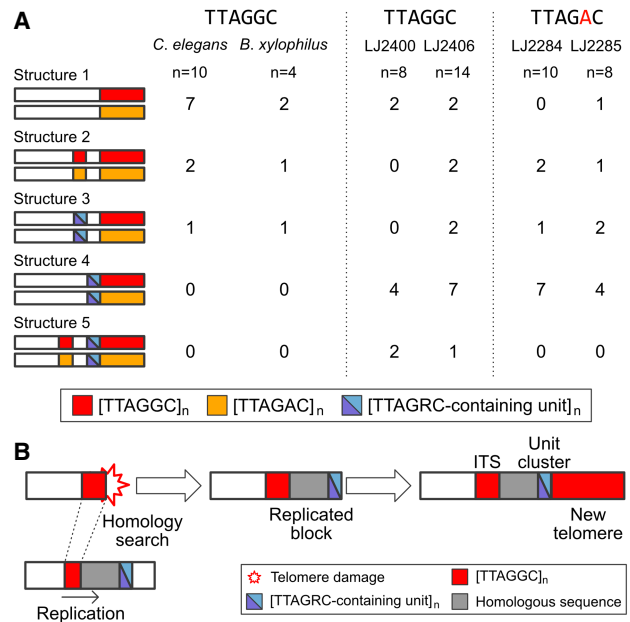 A
TTAGGC TTAGGC TTAGAC
C. elegans B. xylophilus LJ2400 LJ2406 LJ2284 LJ2285
n=10 n=4 n=8 n=14 n=10 n=8
Structure 1
7 2 2 2 0 1
Structure 2
2 1 0 2 2 1
Structure 3
1 1 0 2 1 2
Structure 4
0 0 4 7 7 4
Structure 5
0 0 2 1 0 0
[TTAGGC]n [TTAGAC]n [TTAGRC-containing unit]n
B
Homology
search
Replication
Replicated
block
ITS
Unit
cluster
New
telomere
Telomere damage
[TTAGGC]n
[TTAGRC-containing unit]n
Homologous sequence